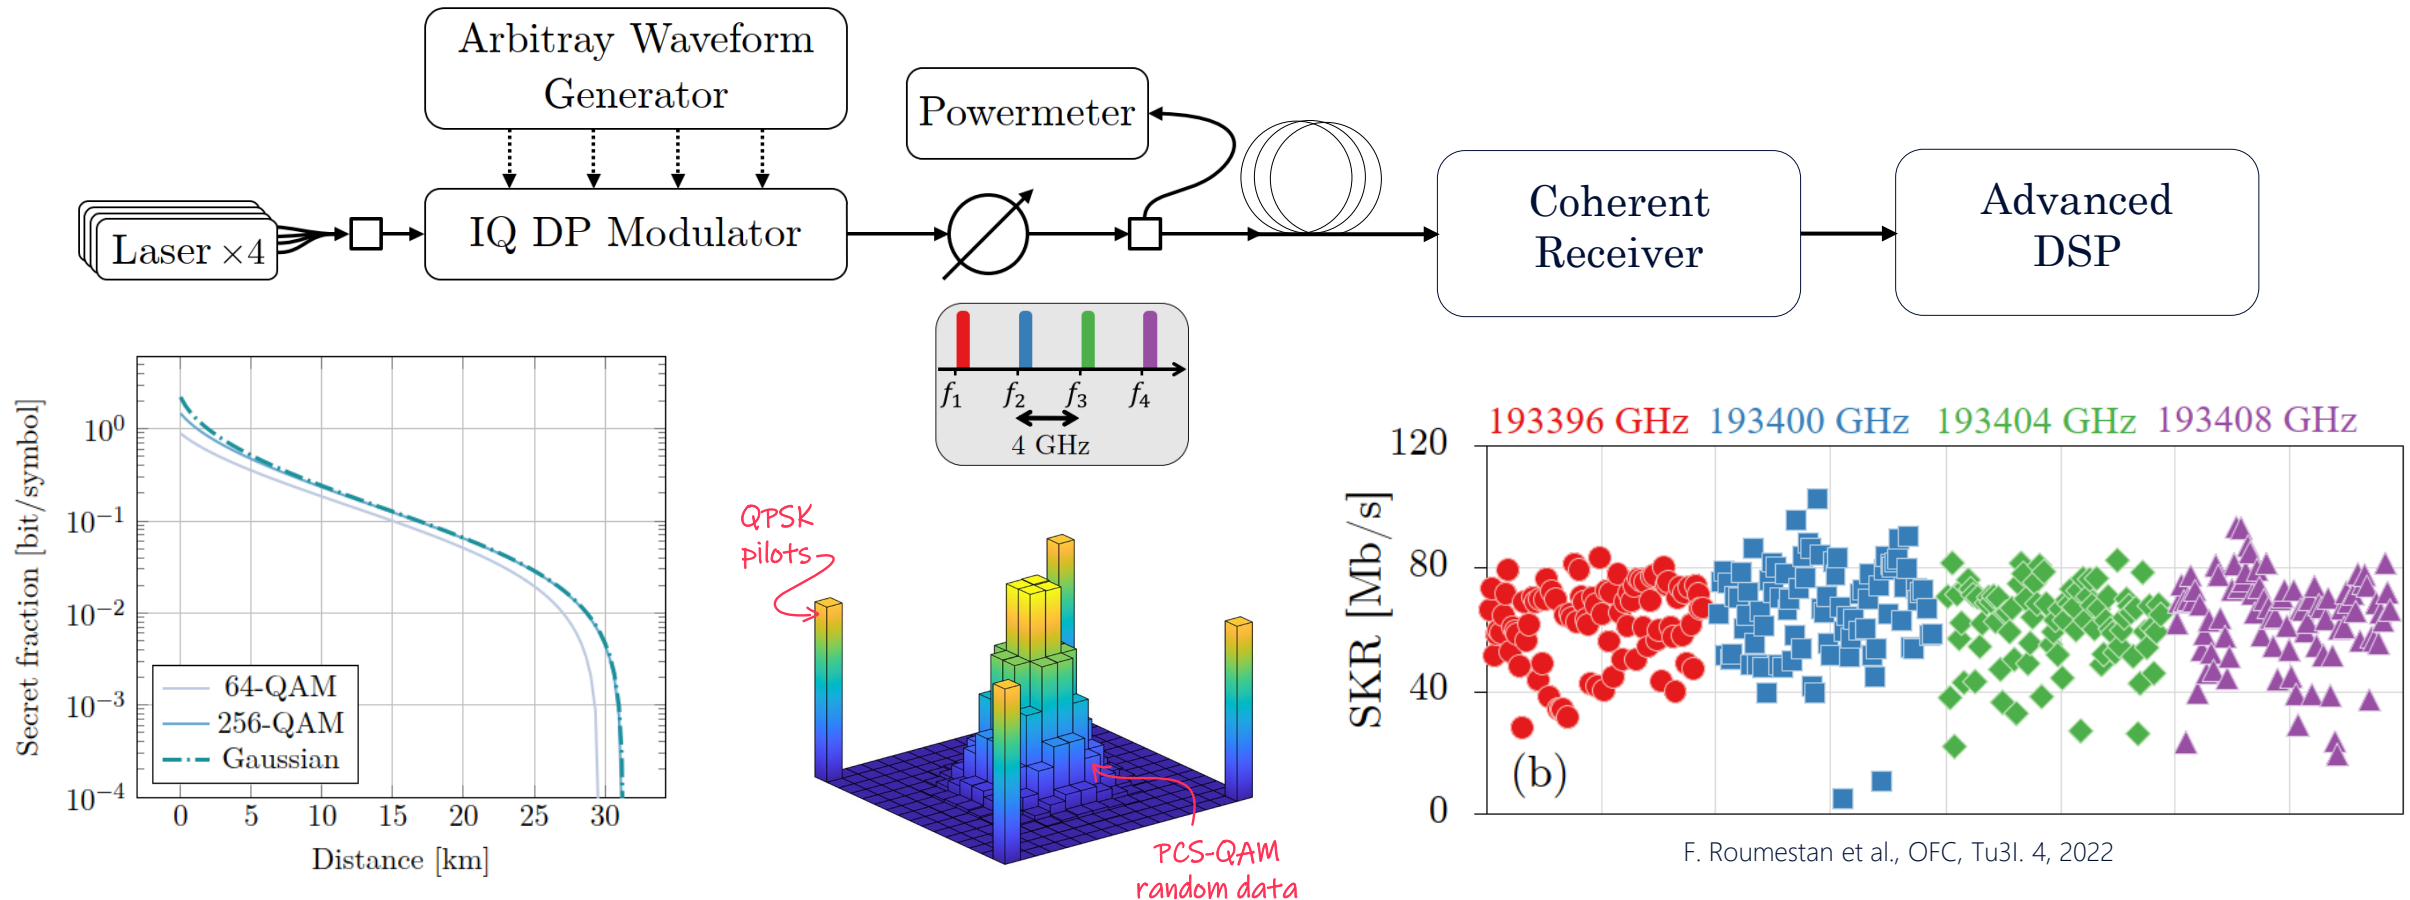 Arbitray Waveform
Generator
Powermeter
Laser ×4
IQ DP Modulator
Coherent
Receiver
Advanced
DSP
f1 f2 f3 f4
4 GHz
Secret fraction [bit/symbol]
10^0
10^−1
10^−2
10^−3
10^−4
64-QAM
256-QAM
Gaussian
0 5 10 15 20 25 30
Distance [km]
QPSK
pilots
PCS-QAM
random data
193396 GHz 193400 GHz 193404 GHz 193408 GHz
SKR [Mb/s]
120
80
40
0
(b)
F. Roumestan et al., OFC, Tu3I. 4, 2022